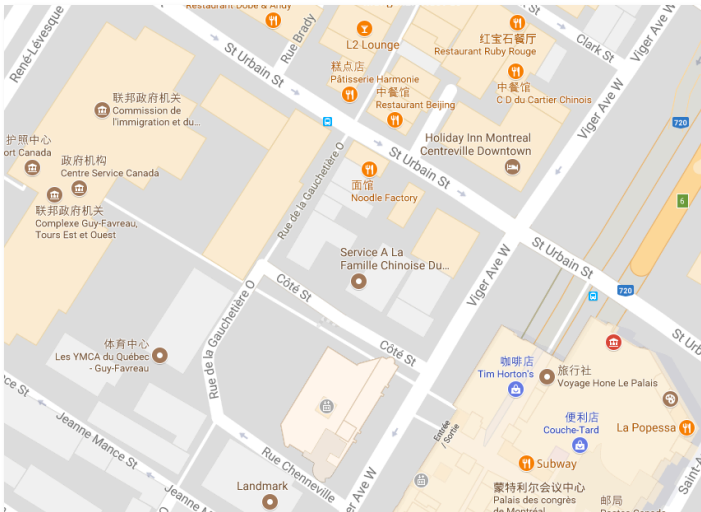 Restaurant Dobe & Andy
René-Lévesque
Rue Brady
L2 Lounge
红宝石餐厅
Restaurant Ruby Rouge
Clark St
Viger Ave W
St Urbain St
糕点店
Pâtisserie Harmonie
中餐馆
Restaurant Beijing
中餐馆
C D du Cartier Chinois
联邦政府机关
Commission de
l'immigration et du...
720
Viger Ave W
护照中心
ort Canada
政府机构
Centre Service Canada
Holiday Inn Montreal
Centreville Downtown
St Urbain St
Rue de la Gauchetière O
面馆
Noodle Factory
联邦政府机关
Complexe Guy-Favreau,
Tours Est et Ouest
6
St Urbain St
Service A La
Famille Chinoise Du...
Viger Ave W
Côté St
720
St Urb
Rue de la Gauchetière O
体育中心
Les YMCA du Québec
- Guy-Favreau
Côté St
咖啡店
Tim Horton's
旅行社
Voyage Hone Le Palais
ce St
Jeanne Mance St
便利店
Couche-Tard
La Popessa
Entrée
/ Sortie
Rue Chenneville
Subway
Saint-A
Landmark
er Ave W
Jeanne
蒙特利尔会议中心
Palais des congrès
de Montréal
邮局